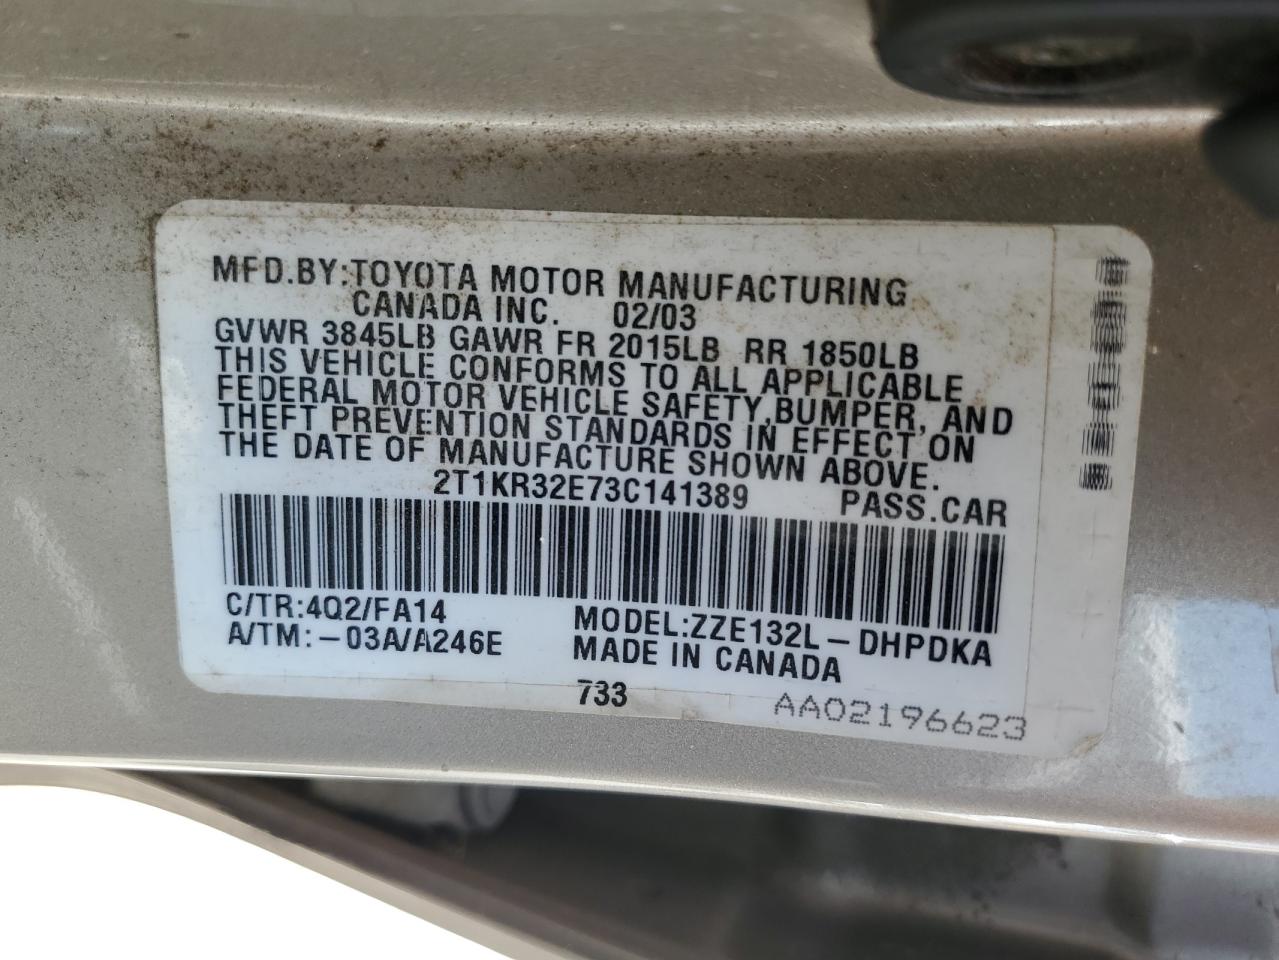 MFD.BY:TOYOTA MOTOR MANUFACTURING
CANADA INC. 02/03
GVWR 3845LB GAWR FR 2015LB RR 1850LB
THIS VEHICLE CONFORMS TO ALL APPLICABLE
FEDERAL MOTOR VEHICLE SAFETY,BUMPER, AND
THEFT PREVENTION STANDARDS IN EFFECT ON
THE DATE OF MANUFACTURE SHOWN ABOVE.
2T1KR32E73C141389 PASS.CAR
C/TR:4Q2/FA14 MODEL:ZZE132L-DHPDKA
A/TM:-03A/A246E MADE IN CANADA
733 AA02196623